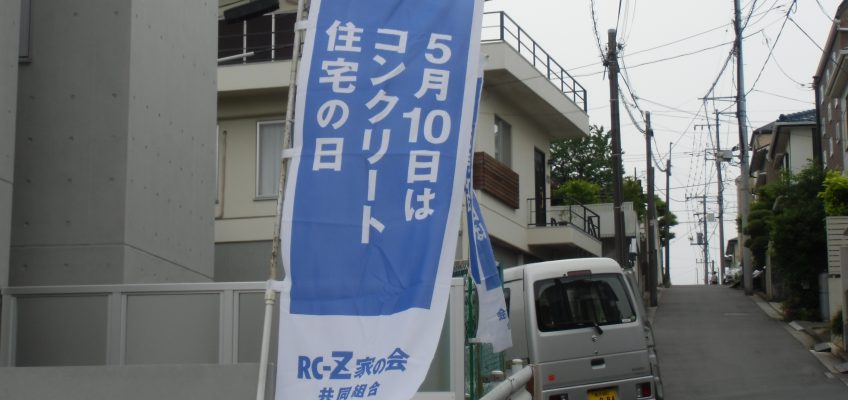 5月10日は
コンクリート
住宅の日
RC-Z家の会
共同組合